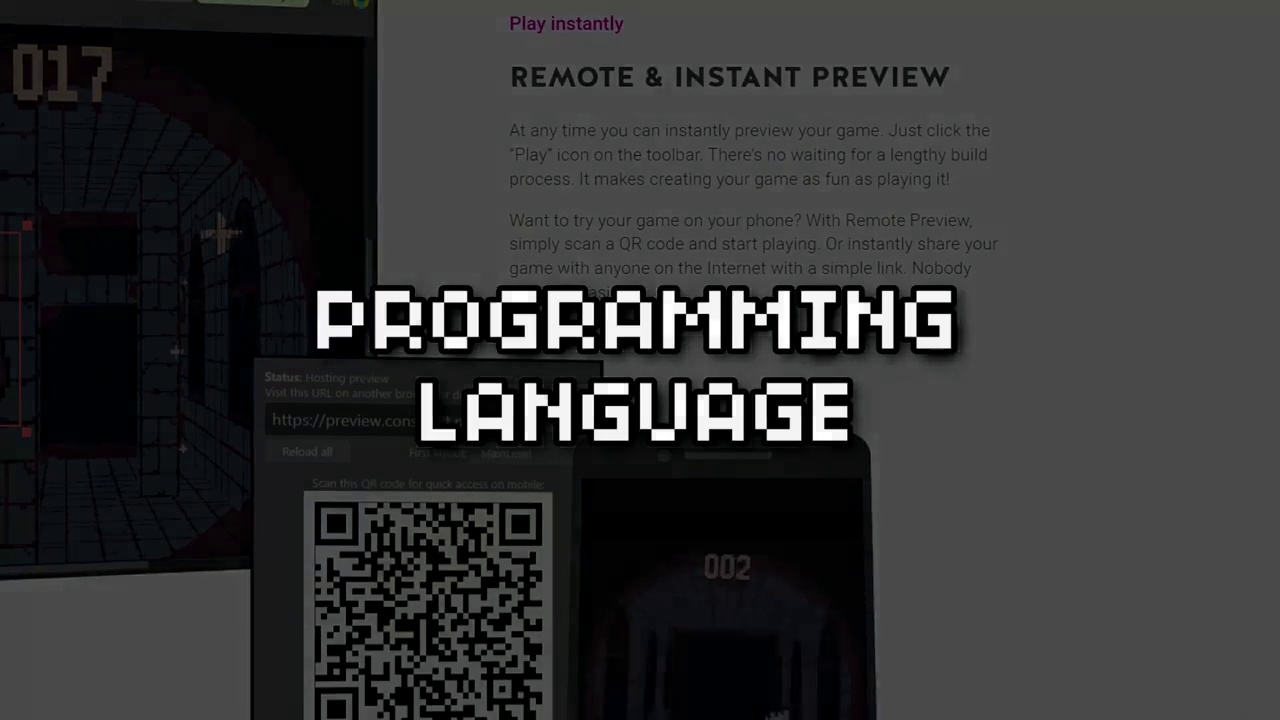 017
Play instantly
REMOTE & INSTANT PREVIEW
At any time you can instantly preview your game. Just click the
“Play” icon on the toolbar. There's no waiting for a lengthy build
process. It makes creating your game as fun as playing it!
Want to try your game on your phone? With Remote Preview,
simply scan a QR code and start playing. Or instantly share your
game with anyone on the Internet with a simple link. Nobody
PROGRAMMING
LANGUAGE
Status: Hosting preview
Visit this URL on another
https://preview.cons
Reload all
First layout: MainLevel
Scan this QR code for quick access on mobile:
002